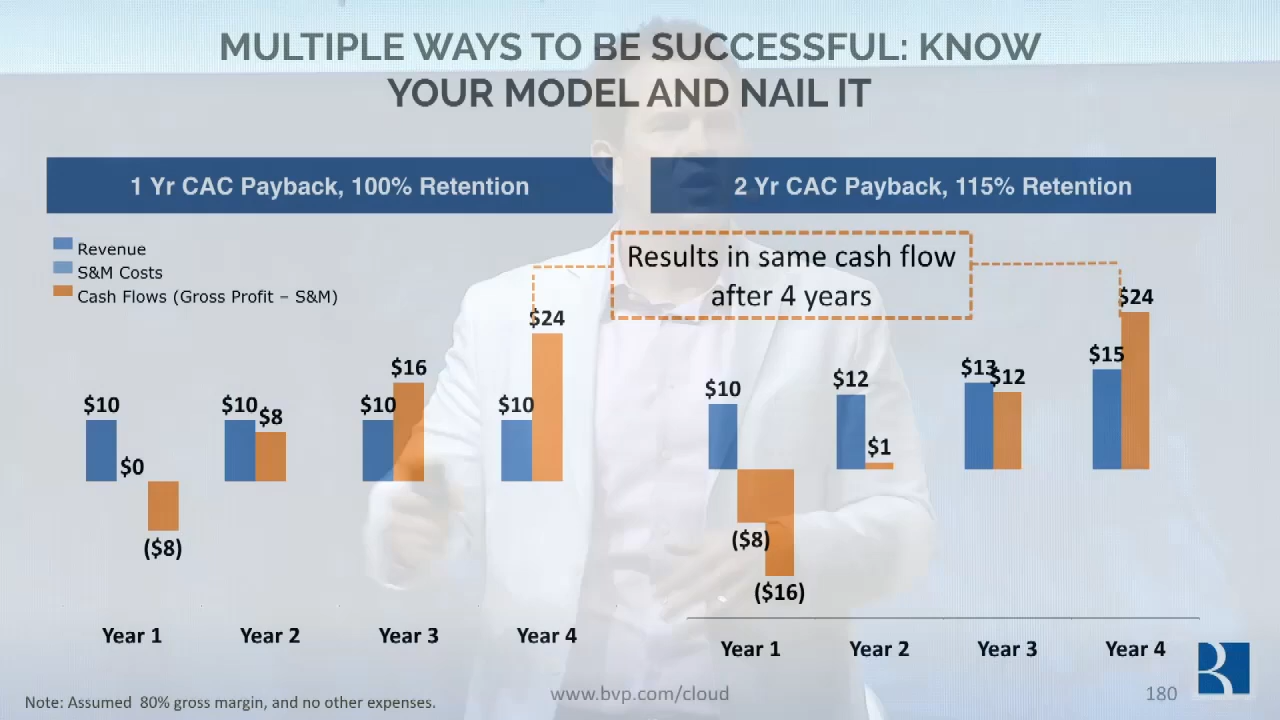 MULTIPLE WAYS TO BE SUCCESSFUL: KNOW
YOUR MODEL AND NAIL IT
1 Yr CAC Payback, 100% Retention
2 Yr CAC Payback, 115% Retention
Revenue
S&M Costs
Cash Flows (Gross Profit – S&M)
Results in same cash flow
after 4 years
$10
$0
($8)
$10
$8
$10
$16
$10
$24
Year 1
Year 2
Year 3
Year 4
$10
($8)
($16)
$12
$1
$13
$12
$15
$24
Year 1
Year 2
Year 3
Year 4
Note: Assumed 80% gross margin, and no other expenses.
www.bvp.com/cloud
180